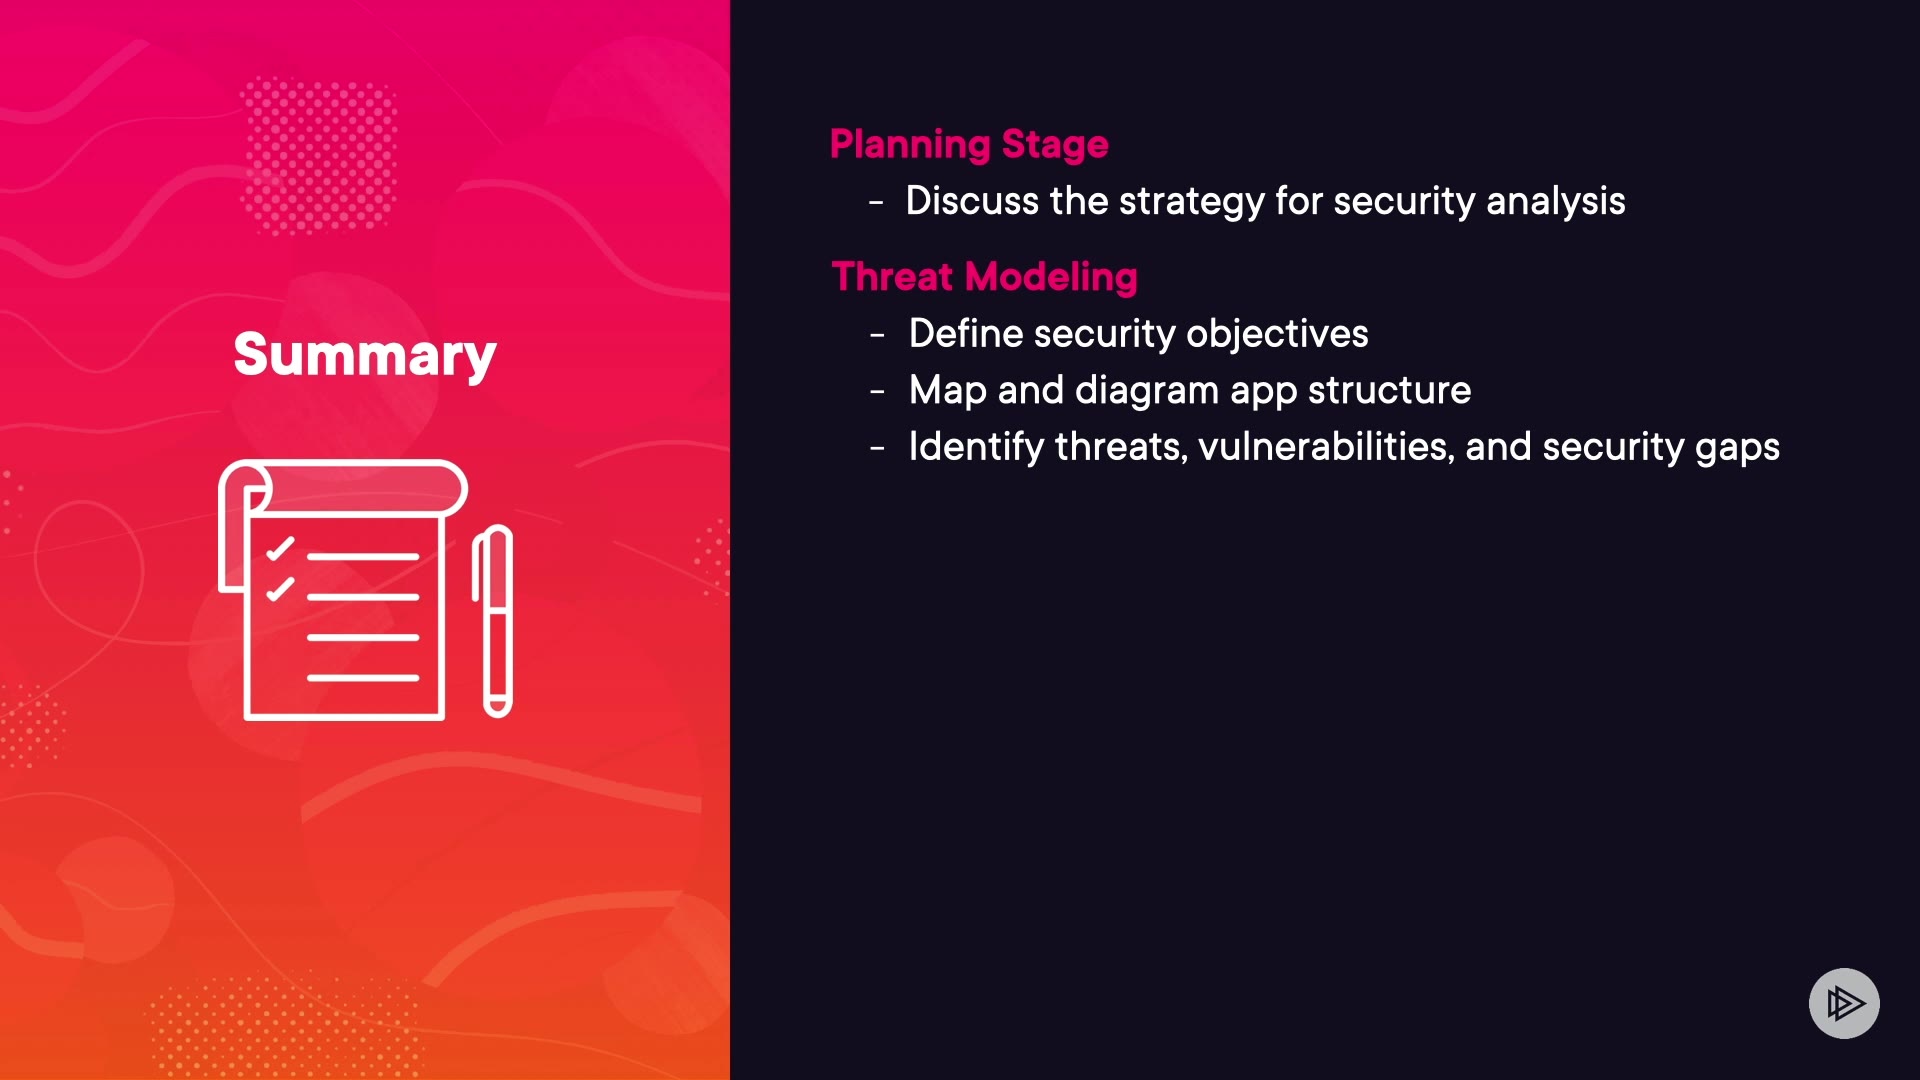 Summary
Planning Stage
- Discuss the strategy for security analysis
Threat Modeling
- Define security objectives
- Map and diagram app structure
- Identify threats, vulnerabilities, and security gaps